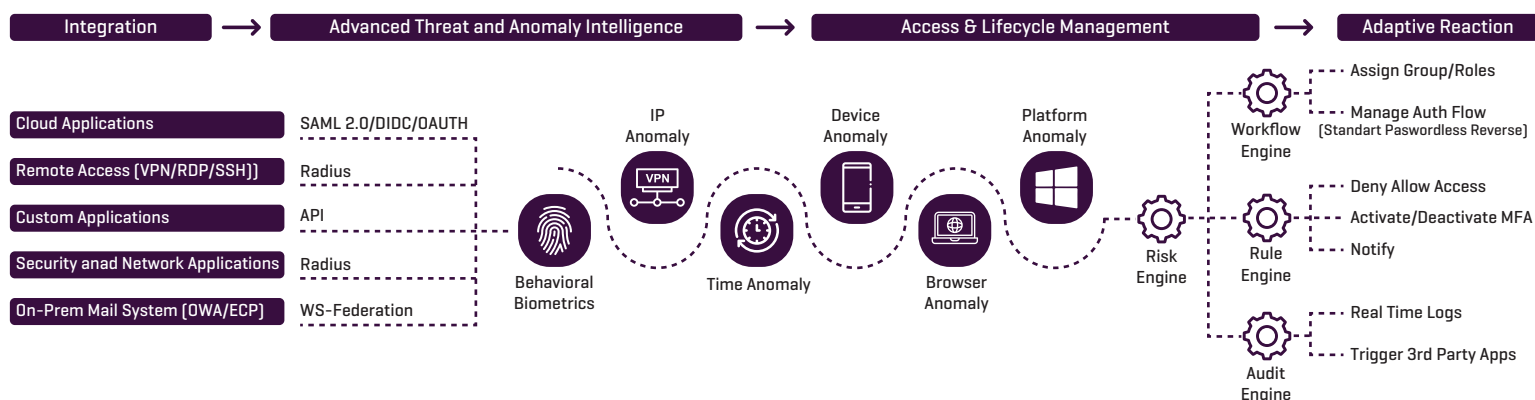 Integration
Advanced Threat and Anomaly Intelligence
Access & Lifecycle Management
Adaptive Reaction
Cloud Applications
SAML 2.0/DIDC/OAUTH
Remote Access (VPN/RDP/SSH))
Radius
Custom Applications
API
Security anad Network Applications
Radius
On-Prem Mail System (OWA/ECP)
WS-Federation
Behavioral
Biometrics
IP
Anomaly
VPN
Time Anomaly
Device
Anomaly
Browser
Anomaly
Platform
Anomaly
Risk
Engine
Workflow
Engine
Assign Group/Roles
Manage Auth Flow
(Standart Paswordless Reverse)
Rule
Engine
Deny Allow Access
Activate/Deactivate MFA
Notify
Audit
Engine
Real Time Logs
Trigger 3rd Party Apps